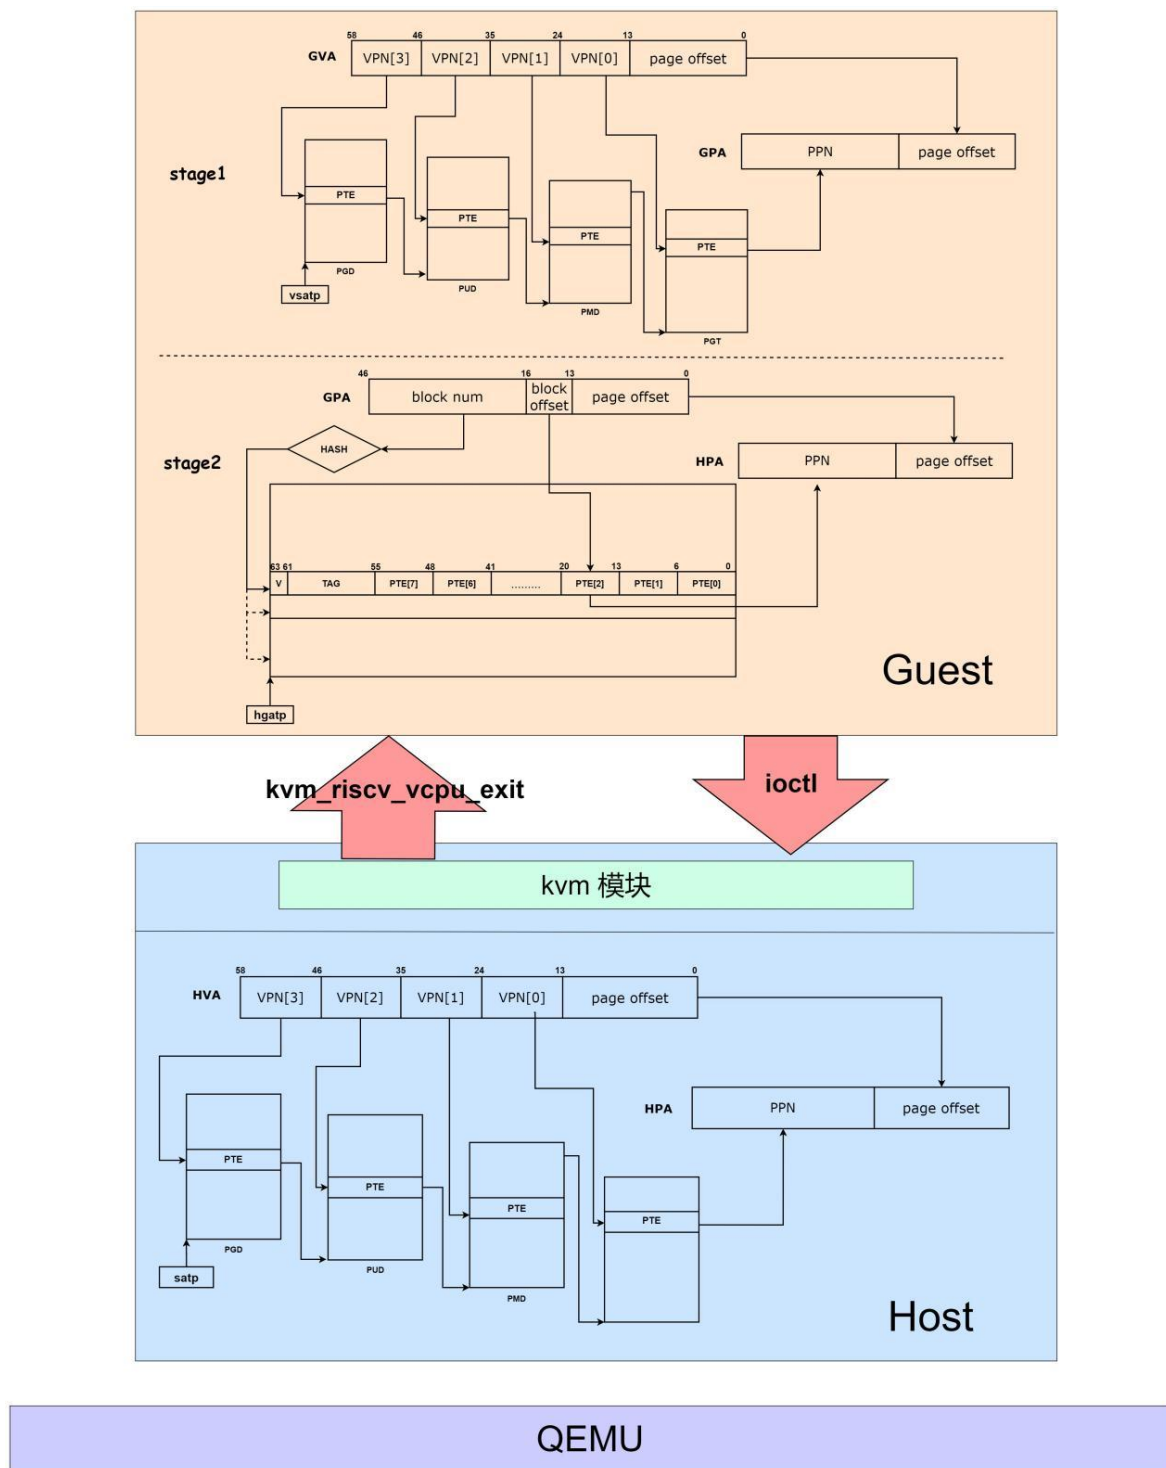 58 46 35 24 13 0
GVA VPN[3] VPN[2] VPN[1] VPN[0] page offset
GPA PPN page offset
stage1
PTE
PTE
PTE
PTE
PGD
vsatp
PUD
PMD
PGT
46 16 13 0
GPA block num block offset page offset
HASH
stage2
HPA PPN page offset
63 61 55 48 41 20 13 6 0
V TAG PTE[7] PTE[6] ......... PTE[2] PTE[1] PTE[0]
Guest
hgatp
kvm_riscv_vcpu_exit
ioctl
kvm 模块
58 46 35 24 13 0
HVA VPN[3] VPN[2] VPN[1] VPN[0] page offset
HPA PPN page offset
PTE
PTE
PTE
PTE
PGD
satp
PUD
PMD
Host
QEMU